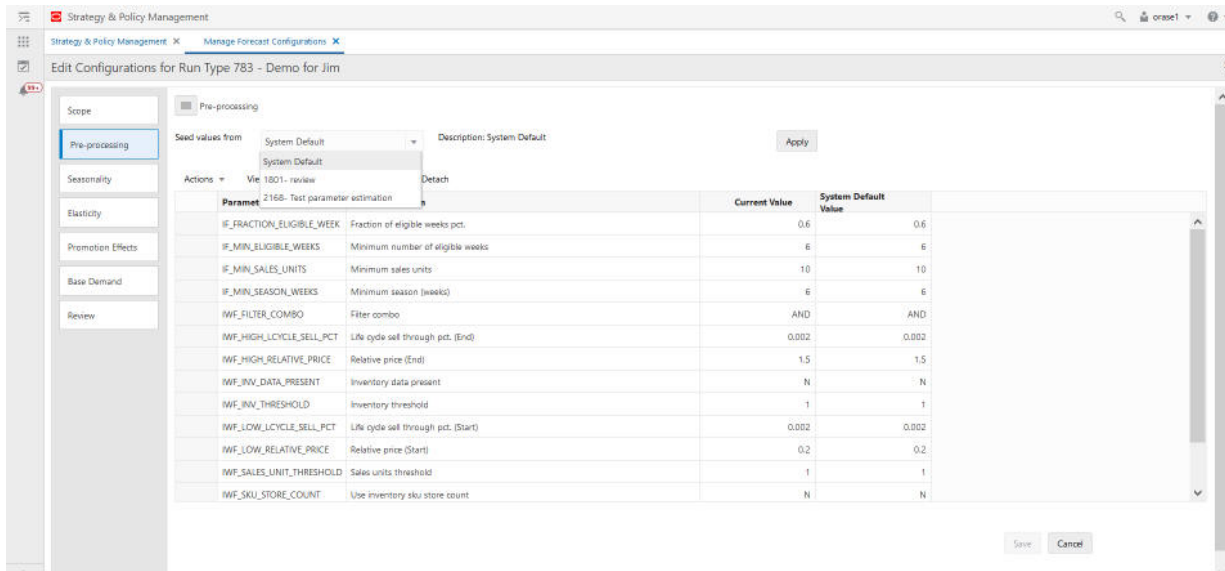 Strategy & Policy Management
orase1
Strategy & Policy Management X Manage Forecast Configurations X
Edit Configurations for Run Type 783 - Demo for Jim
99+
Scope
Pre-processing
Seasonality
Elasticity
Promotion Effects
Base Demand
Review
Pre-processing
Seed values from System Default Description: System Default Apply
System Default
1801- review
2168- Test parameter estimation
Actions Vie Detach
Paramet Current Value System Default Value
IF_FRACTION_ELIGIBLE_WEEK Fraction of eligible weeks pct. 0.6 0.6
IF_MIN_ELIGIBLE_WEEKS Minimum number of eligible weeks 6 6
IF_MIN_SALES_UNITS Minimum sales units 10 10
IF_MIN_SEASON_WEEKS Minimum season (weeks) 6 6
IWF_FILTER_COMBO Filter combo AND AND
IWF_HIGH_LCYCLE_SELL_PCT Life cycle sell through pct. (End) 0.002 0.002
IWF_HIGH_RELATIVE_PRICE Relative price (End) 1.5 1.5
IWF_INV_DATA_PRESENT Inventory data present N N
IWF_INV_THRESHOLD Inventory threshold 1 1
IWF_LOW_LCYCLE_SELL_PCT Life cycle sell through pct. (Start) 0.002 0.002
IWF_LOW_RELATIVE_PRICE Relative price (Start) 0.2 0.2
IWF_SALES_UNIT_THRESHOLD Sales units threshold 1 1
IWF_SKU_STORE_COUNT Use inventory sku store count N N
Save Cancel